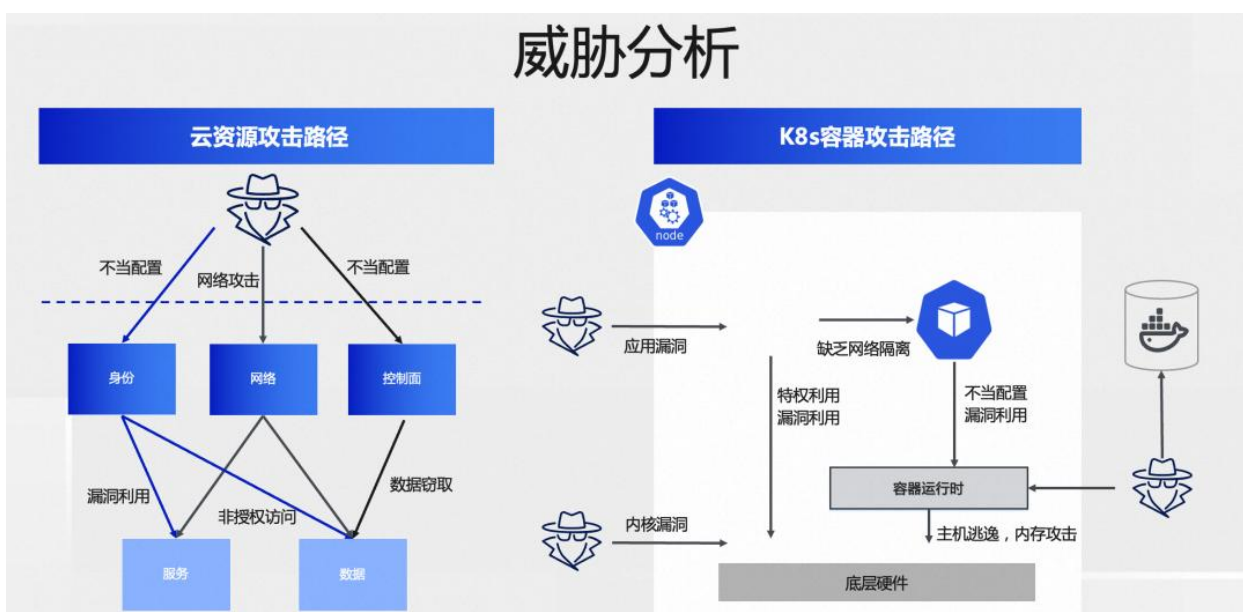 威胁分析
云资源攻击路径
不当配置
网络攻击
不当配置
身份
网络
控制面
漏洞利用
非授权访问
数据窃取
服务
数据
K8s容器攻击路径
node
应用漏洞
缺乏网络隔离
特权利用
漏洞利用
不当配置
漏洞利用
容器运行时
内核漏洞
主机逃逸，内存攻击
底层硬件